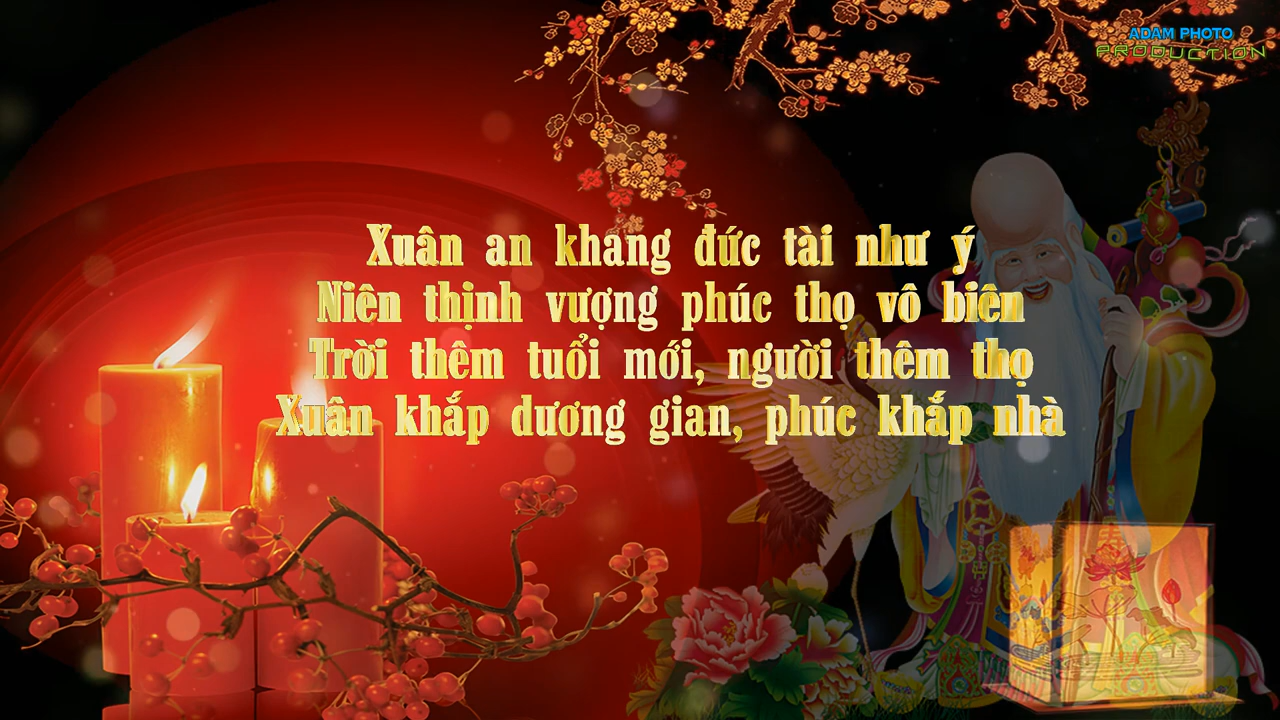 ADAM PHOTO
PRODUCTION
Xuân an khang đức tài như ý
Niên thịnh vượng phúc thọ vô biên
Trời thêm tuổi mới, người thêm thọ
Xuân khắp dương gian, phúc khắp nhà